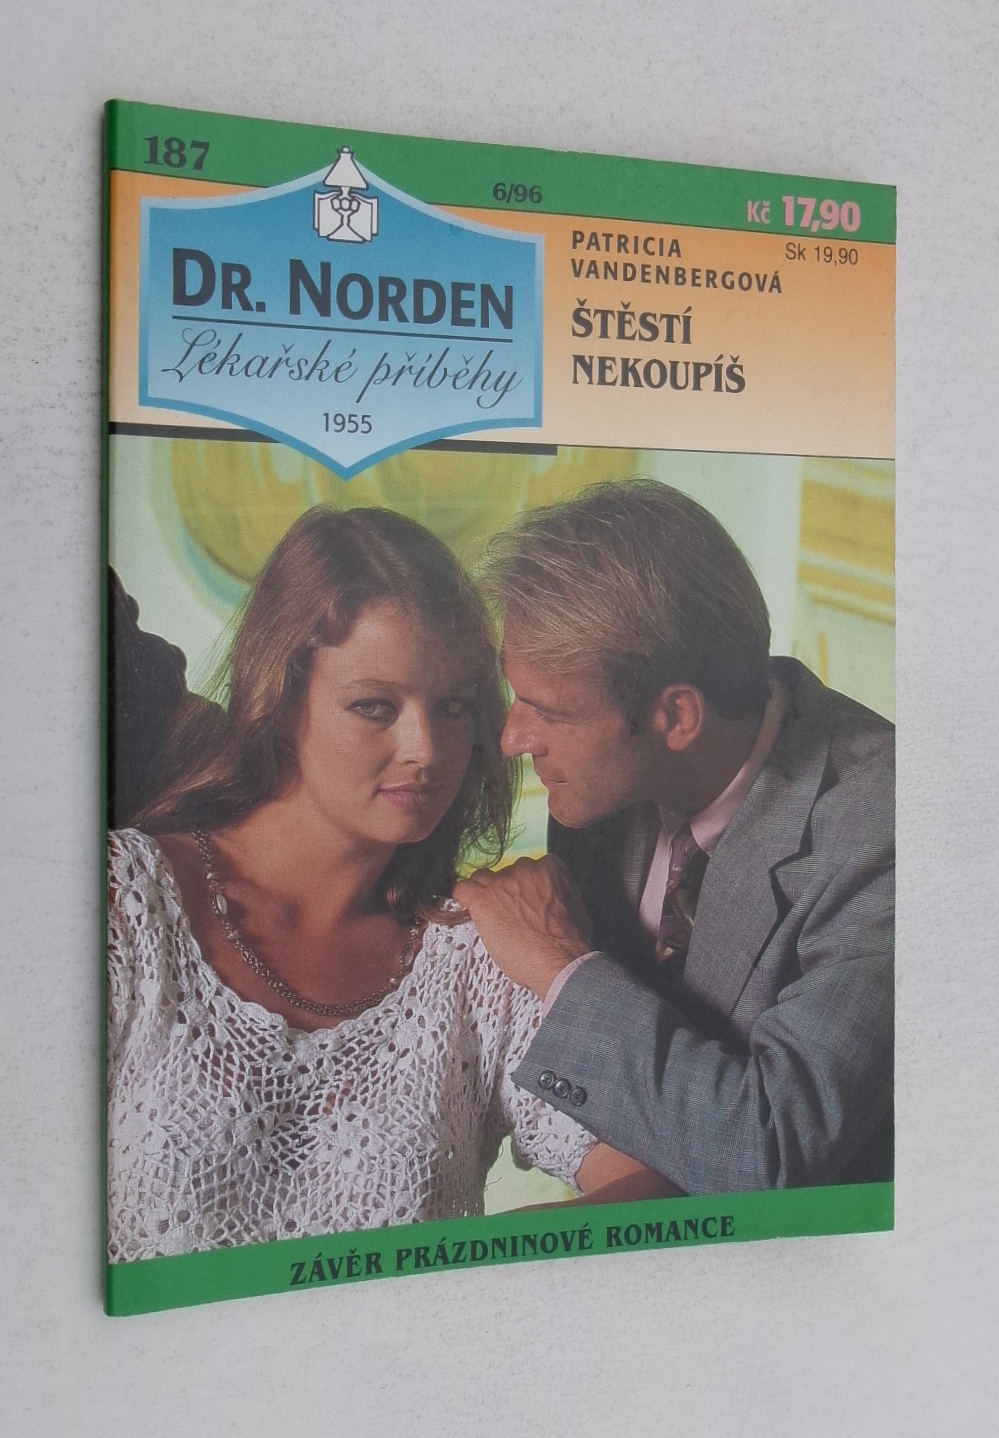 187
6/96
Kč 17,90
Sk 19,90
DR. NORDEN
Lékařské příběhy
1955
PATRICIA
VANDENBERGOVÁ
ŠTĚSTÍ
NEKOUPÍŠ
ZÁVĚR PRÁZDNINOVÉ ROMANCE